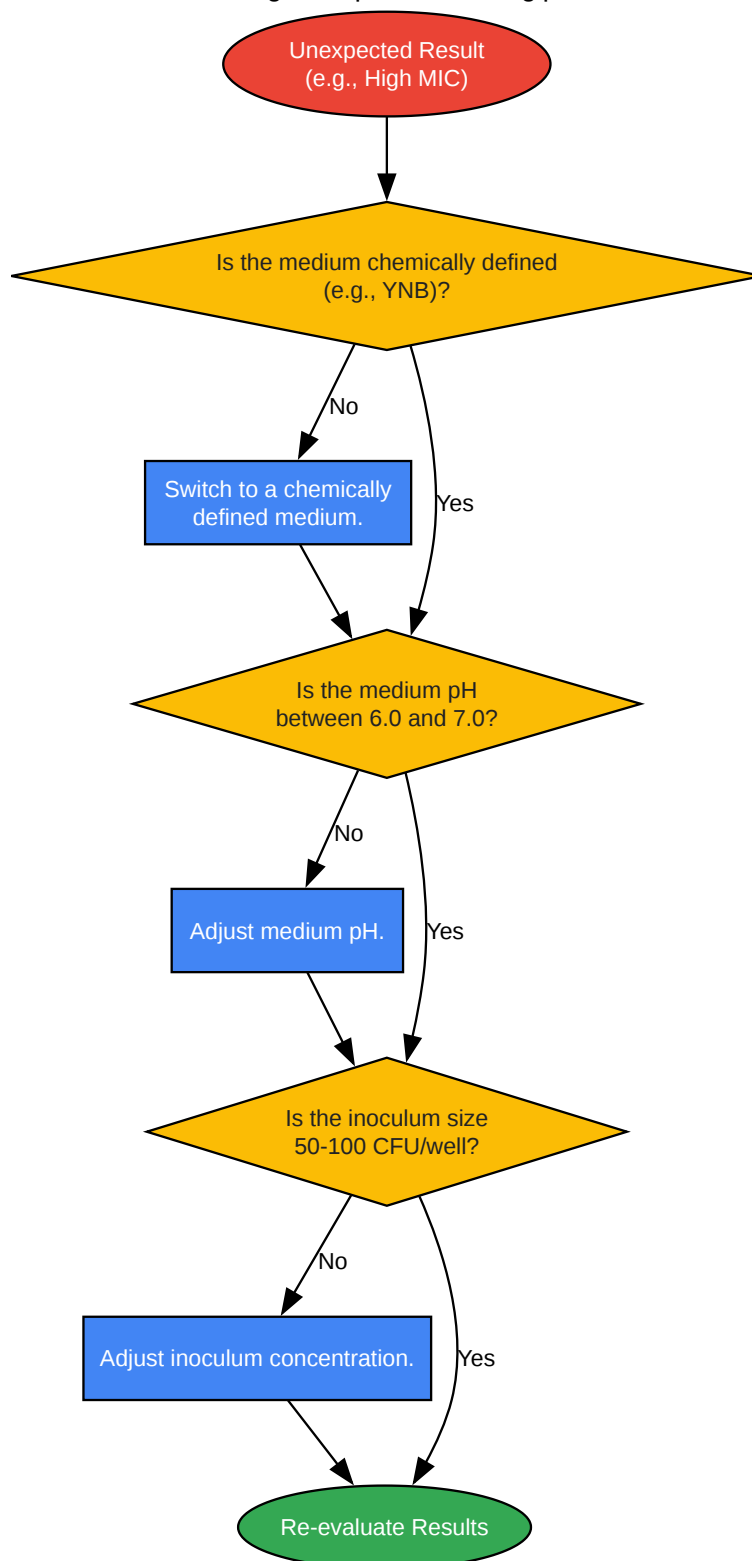 Unexpected Result
(e.g., High MIC)
Is the medium chemically defined
(e.g., YNB)?
No
Switch to a chemically
defined medium.
Yes
Is the medium pH
between 6.0 and 7.0?
No
Adjust medium pH.
Yes
Is the inoculum size
50-100 CFU/well?
No
Adjust inoculum concentration.
Yes
Re-evaluate Results